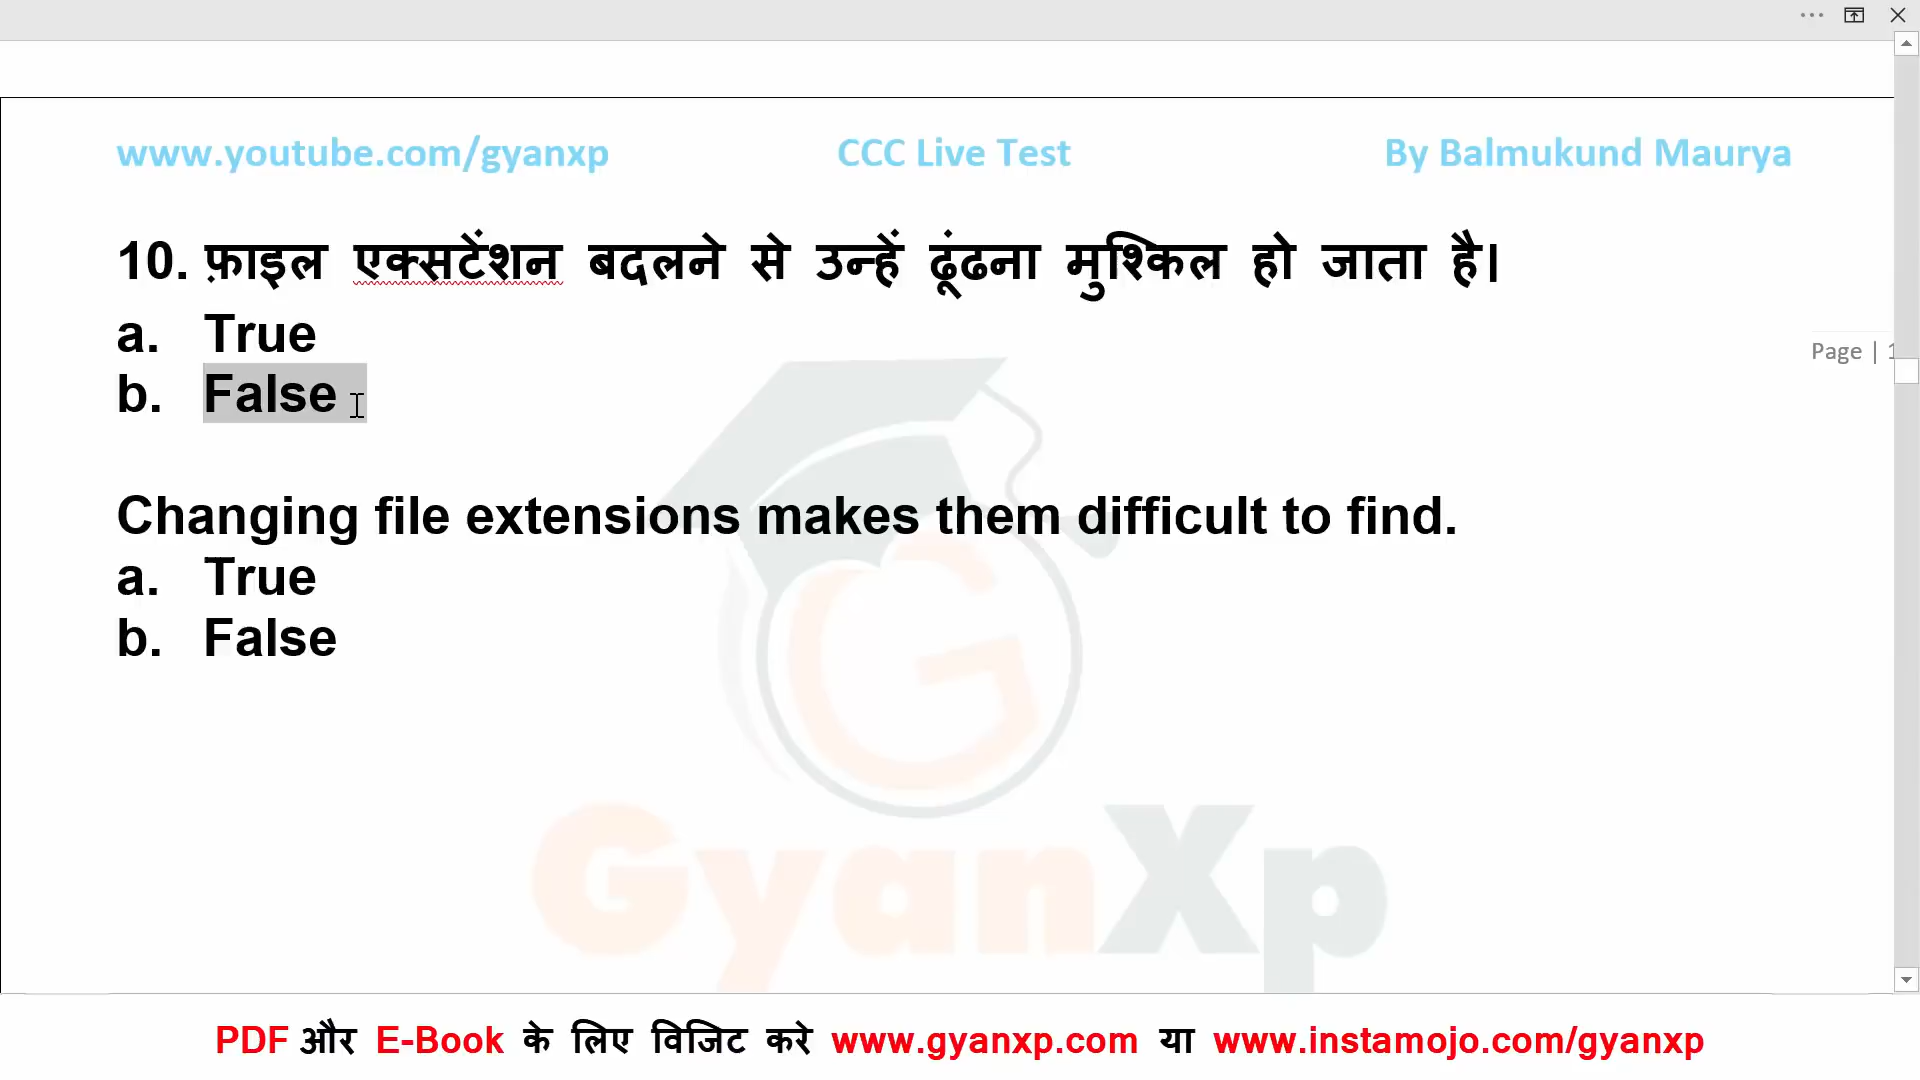 www.youtube.com/gyanxp CCC Live Test By Balmukund Maurya
10. फ़ाइल एक्सटेंशन बदलने से उन्हें ढूंढना मुश्किल हो जाता है।
a. True
Page | 1
b. False
Changing file extensions makes them difficult to find.
a. True
b. False
GyanXp
PDF और E-Book के लिए विजिट करे www.gyanxp.com या www.instamojo.com/gyanxp